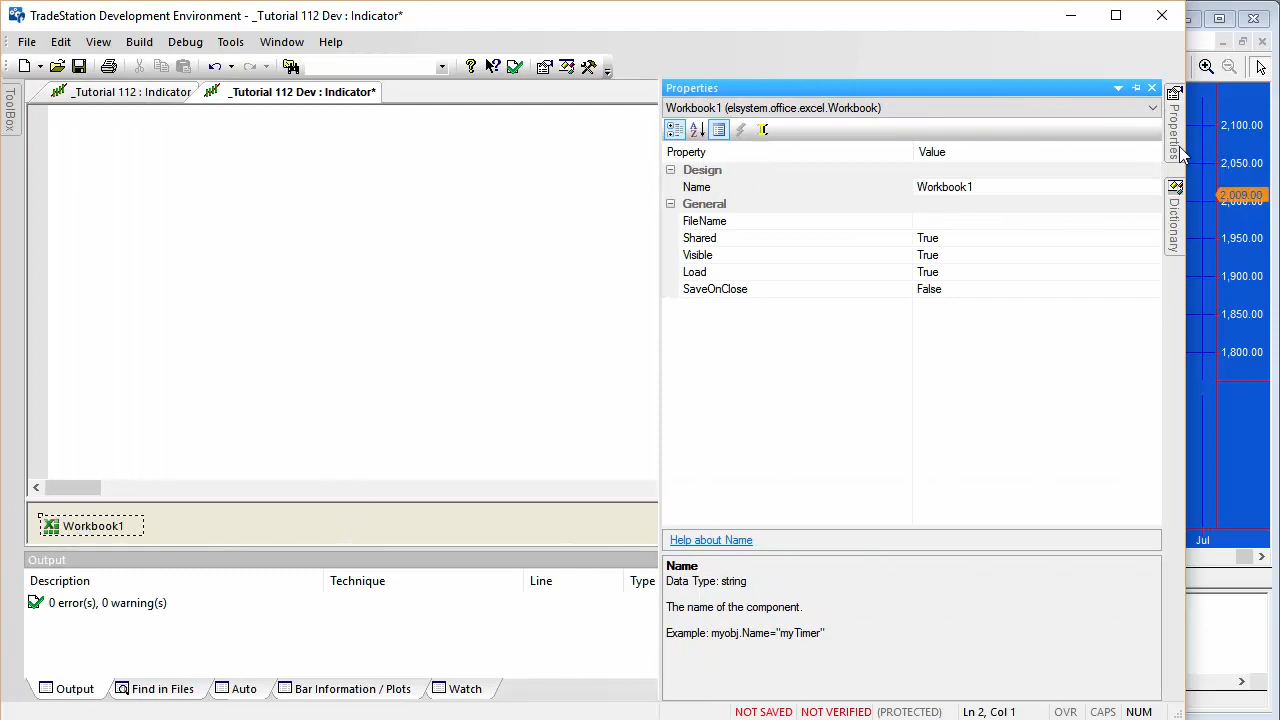 TradeStation Development Environment - _Tutorial 112 Dev : Indicator*
File Edit View Build Debug Tools Window Help
ToolBox
_Tutorial 112 : Indicator
_Tutorial 112 Dev : Indicator*
Properties
Workbook1 (elsystem.office.excel.Workbook)
Property Value
Design
Name Workbook1
General
FileName
Shared True
Visible True
Load True
SaveOnClose False
Help about Name
Name
Data Type: string
The name of the component.
Example: myobj.Name="myTimer"
Properties
Dictionary
Workbook1
Output
Description Technique Line Type
0 error(s), 0 warning(s)
Output Find in Files Auto Bar Information / Plots Watch
NOT SAVED NOT VERIFIED (PROTECTED) Ln 2, Col 1 OVR CAPS NUM
2,100.00
2,050.00
2,009.00
2,000.00
1,950.00
1,900.00
1,850.00
1,800.00
Jul